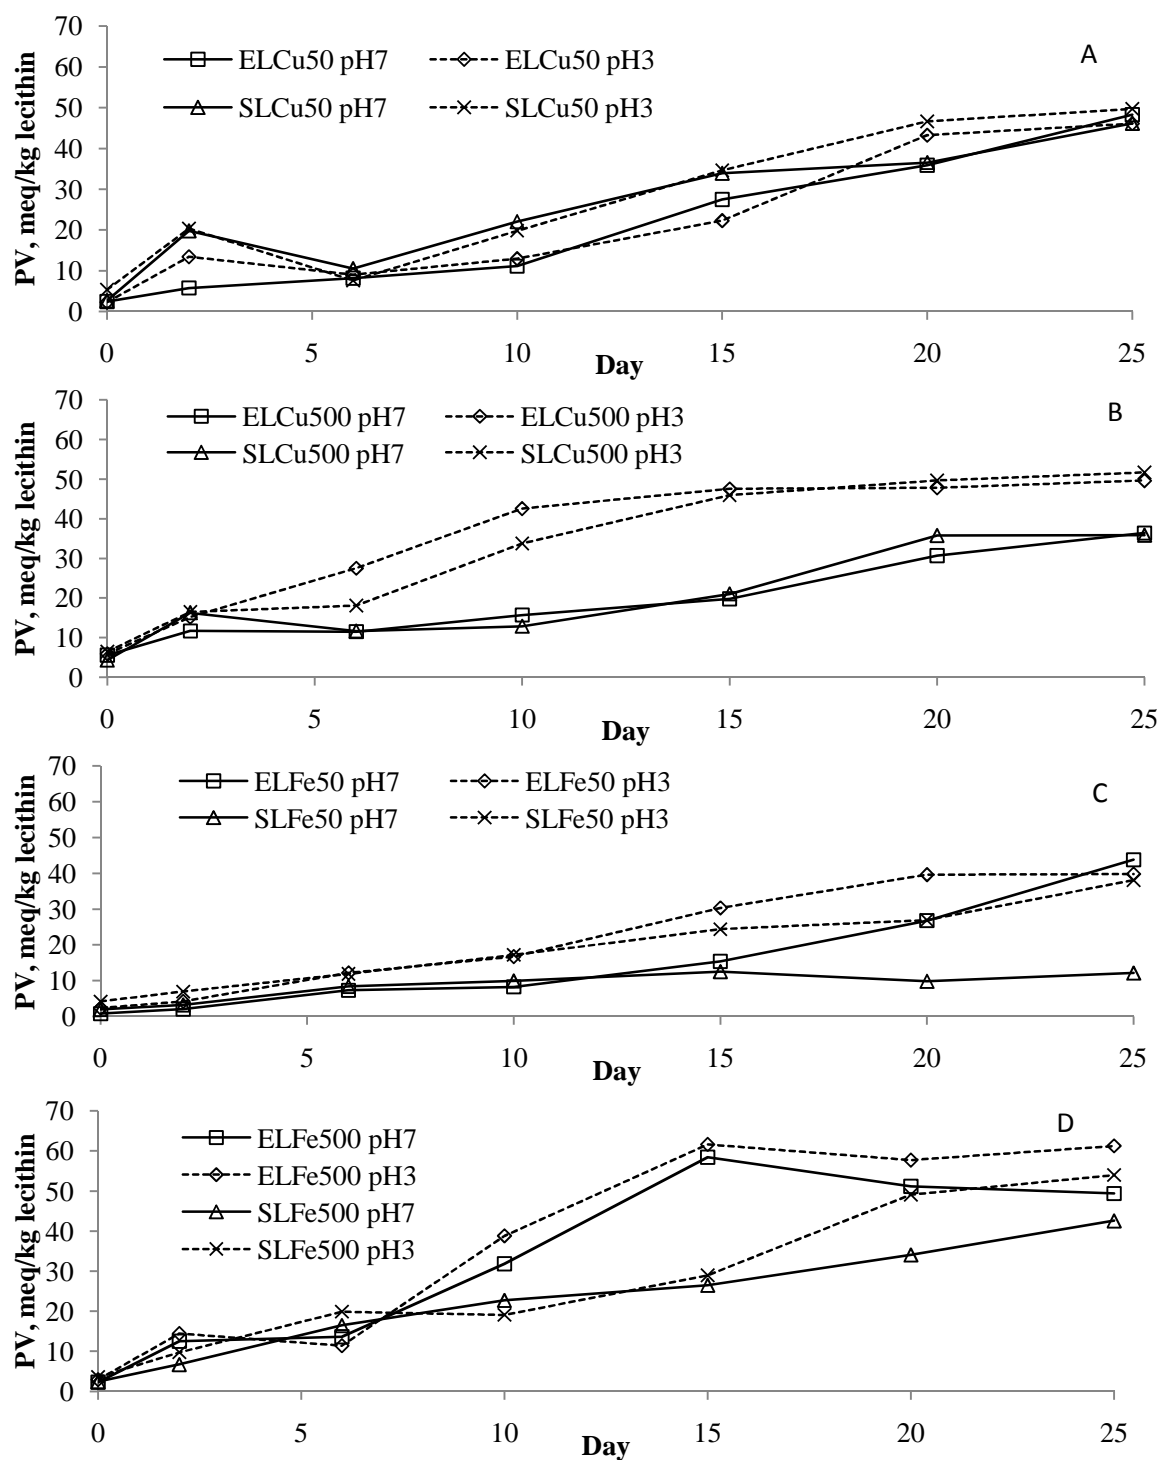 PV, meq/kg lecithin
70
60
50
40
30
20
10
0
ELCu50 pH7
ELCu50 pH3
SLCu50 pH7
SLCu50 pH3
A
0 5 10 15 20 25
Day
PV, meq/kg lecithin
70
60
50
40
30
20
10
0
ELCu500 pH7
ELCu500 pH3
SLCu500 pH7
SLCu500 pH3
B
0 5 10 15 20 25
Day
PV, meq/kg lecithin
70
60
50
40
30
20
10
0
ELFe50 pH7
ELFe50 pH3
SLFe50 pH7
SLFe50 pH3
C
0 5 10 15 20 25
Day
PV, meq/kg lecithin
70
60
50
40
30
20
10
0
ELFe500 pH7
ELFe500 pH3
SLFe500 pH7
SLFe500 pH3
D
0 5 10 15 20 25
Day